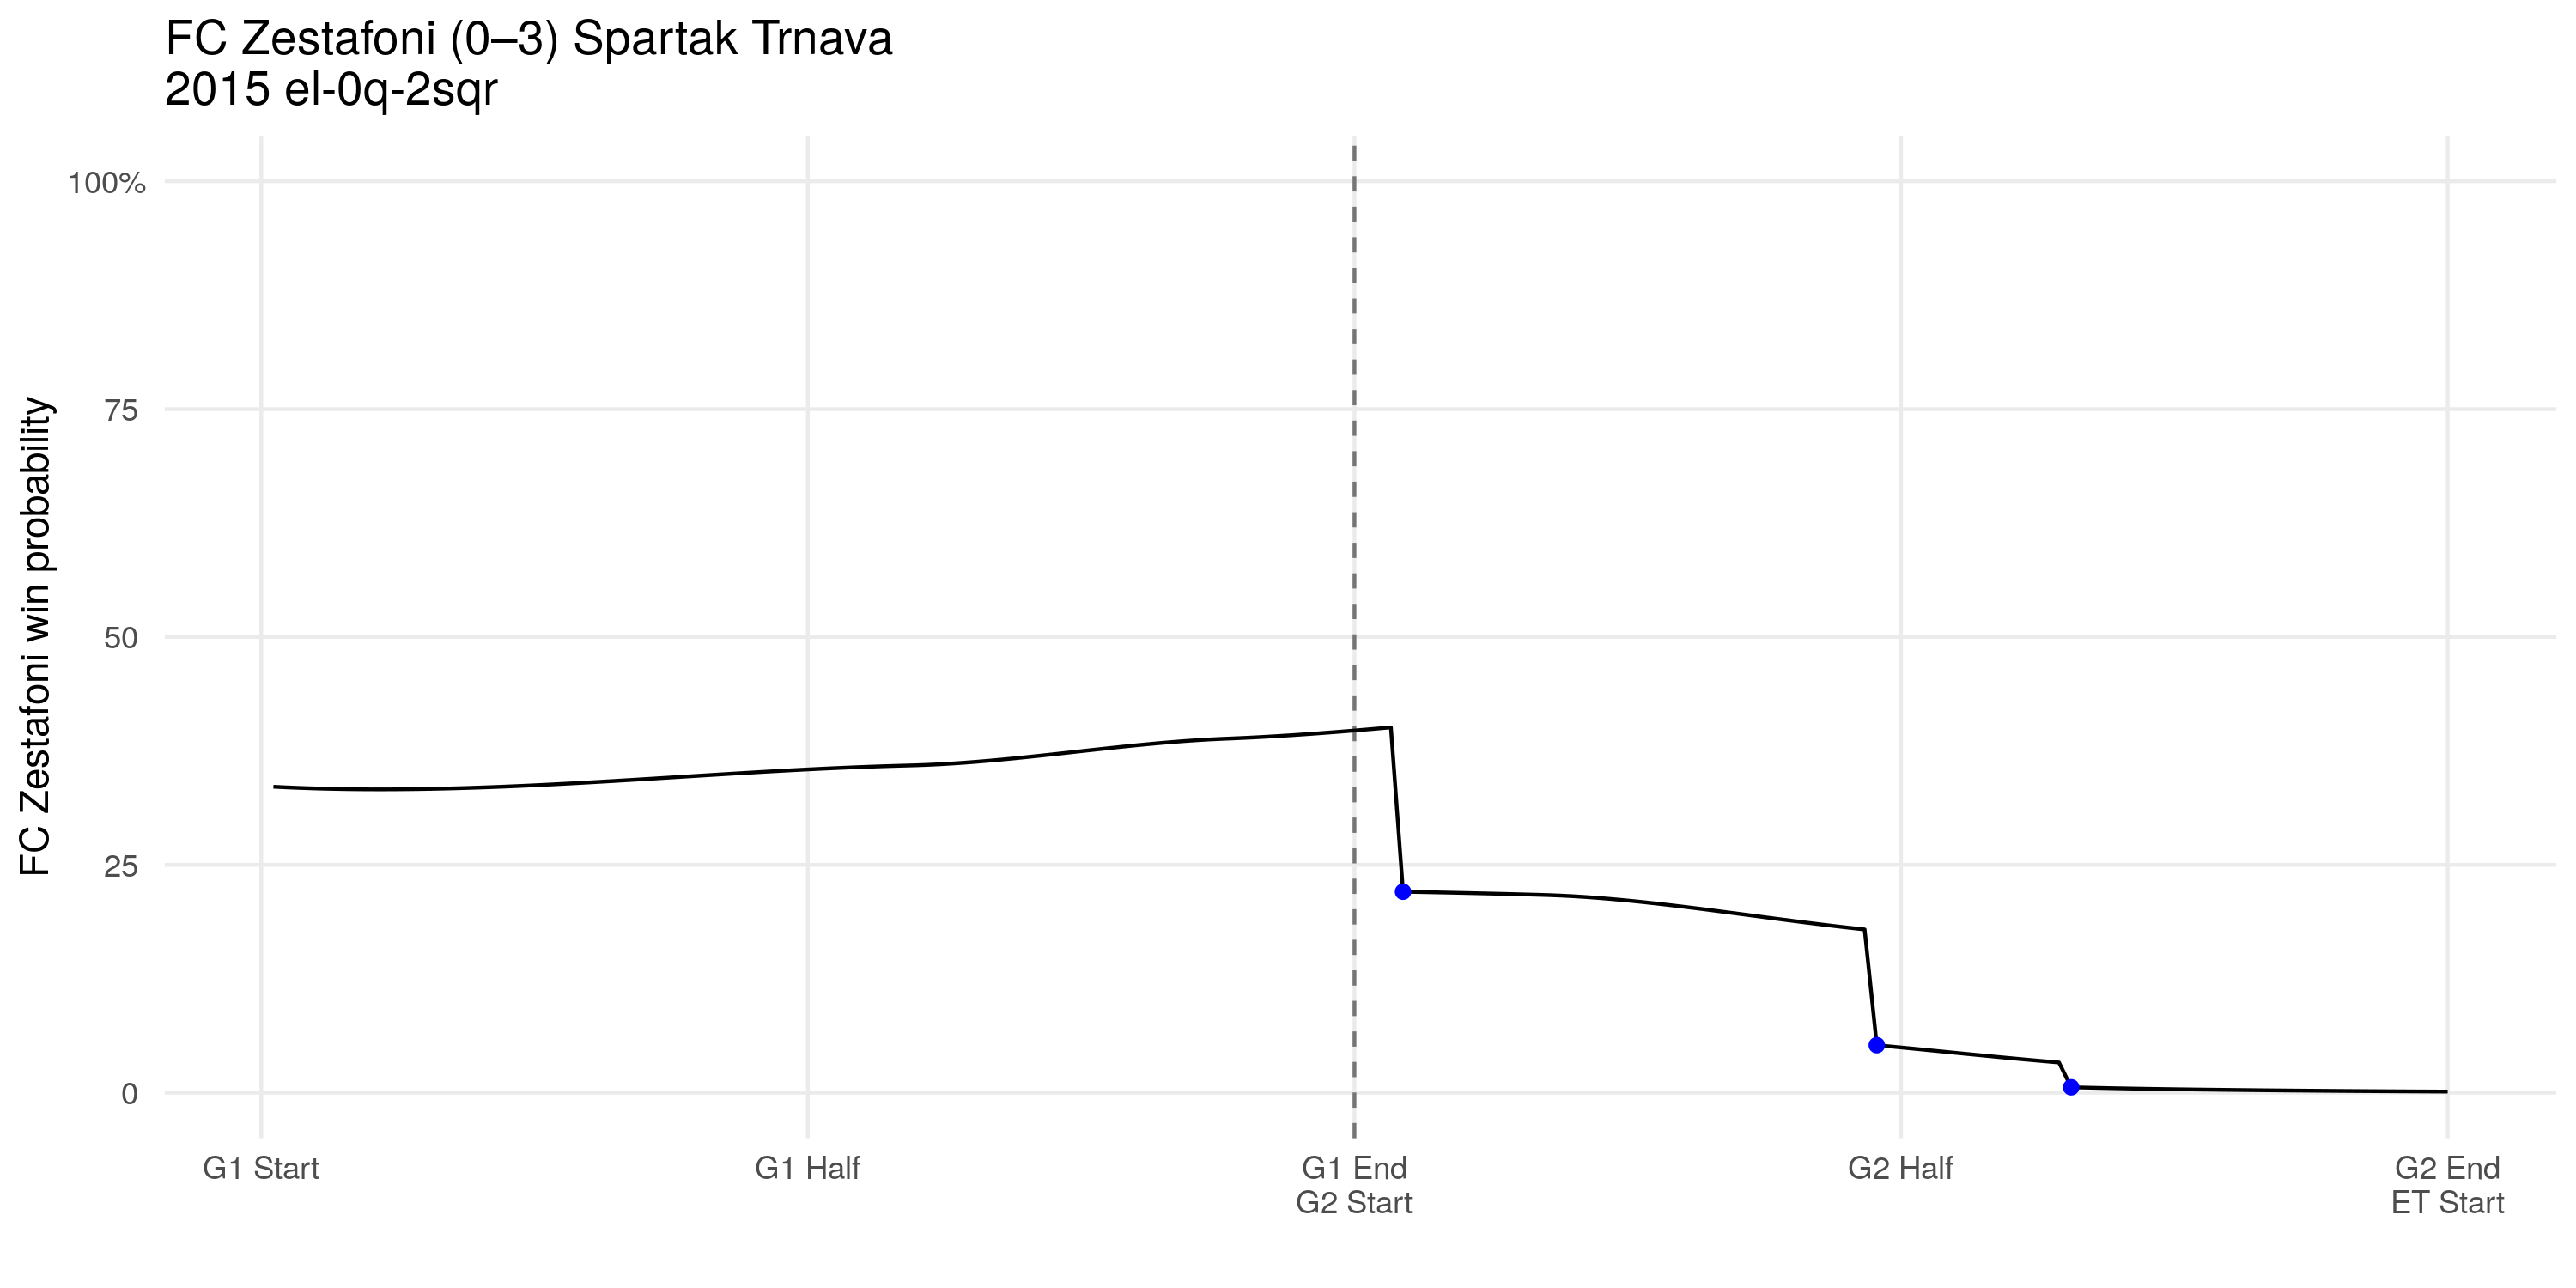 FC Zestafoni (0–3) Spartak Trnava
2015 el-0q-2sqr
FC Zestafoni win probability
100%
75
50
25
0
G1 Start
G1 Half
G1 End
G2 Start
G2 Half
G2 End
ET Start